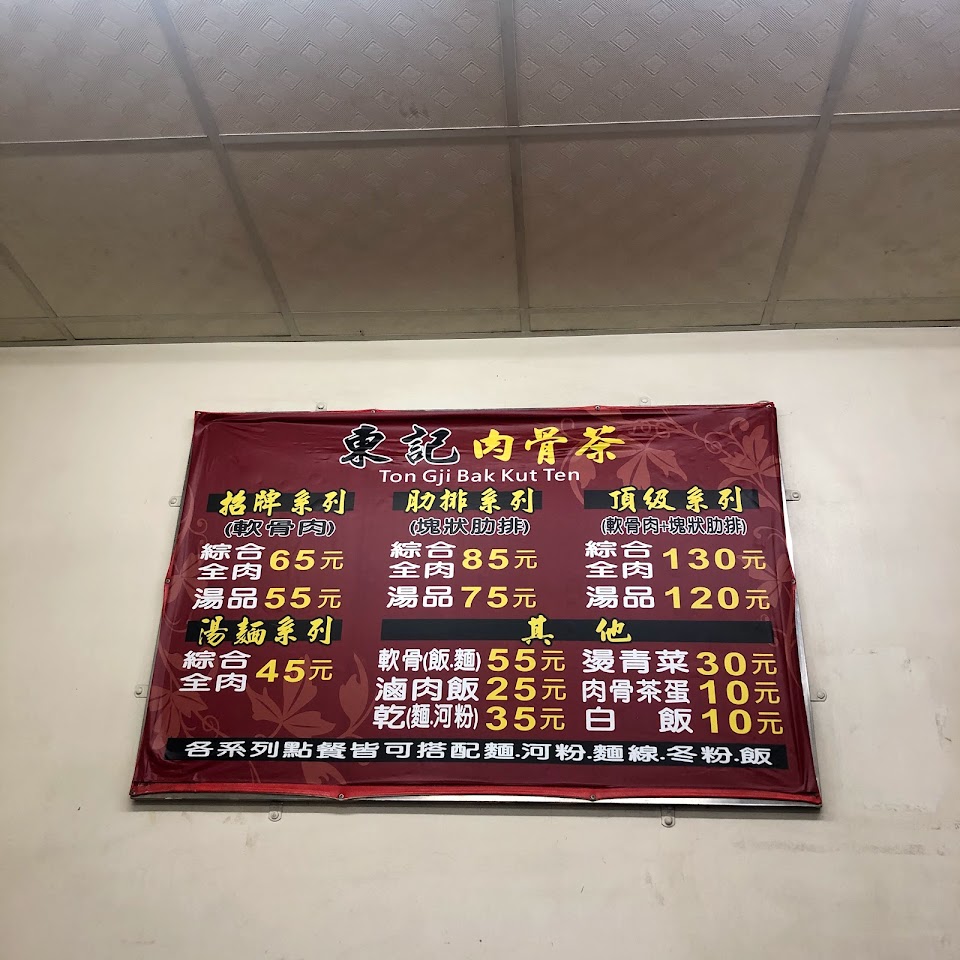 東記肉骨茶
Ton Gji Bak Kut Ten
招牌系列
(軟骨肉)
綜合
全肉 65元
湯品 55元
肋排系列
(塊狀肋排)
綜合
全肉 85元
湯品 75元
頂級系列
(軟骨肉+塊狀肋排)
綜合
全肉 130元
湯品 120元
湯麵系列
綜合
全肉 45元
其 他
軟骨(飯.麵) 55元
滷肉飯 25元
乾(麵.河粉) 35元
燙青菜 30元
肉骨茶蛋 10元
白 飯 10元
各系列點餐皆可搭配麵.河粉.麵線.冬粉.飯